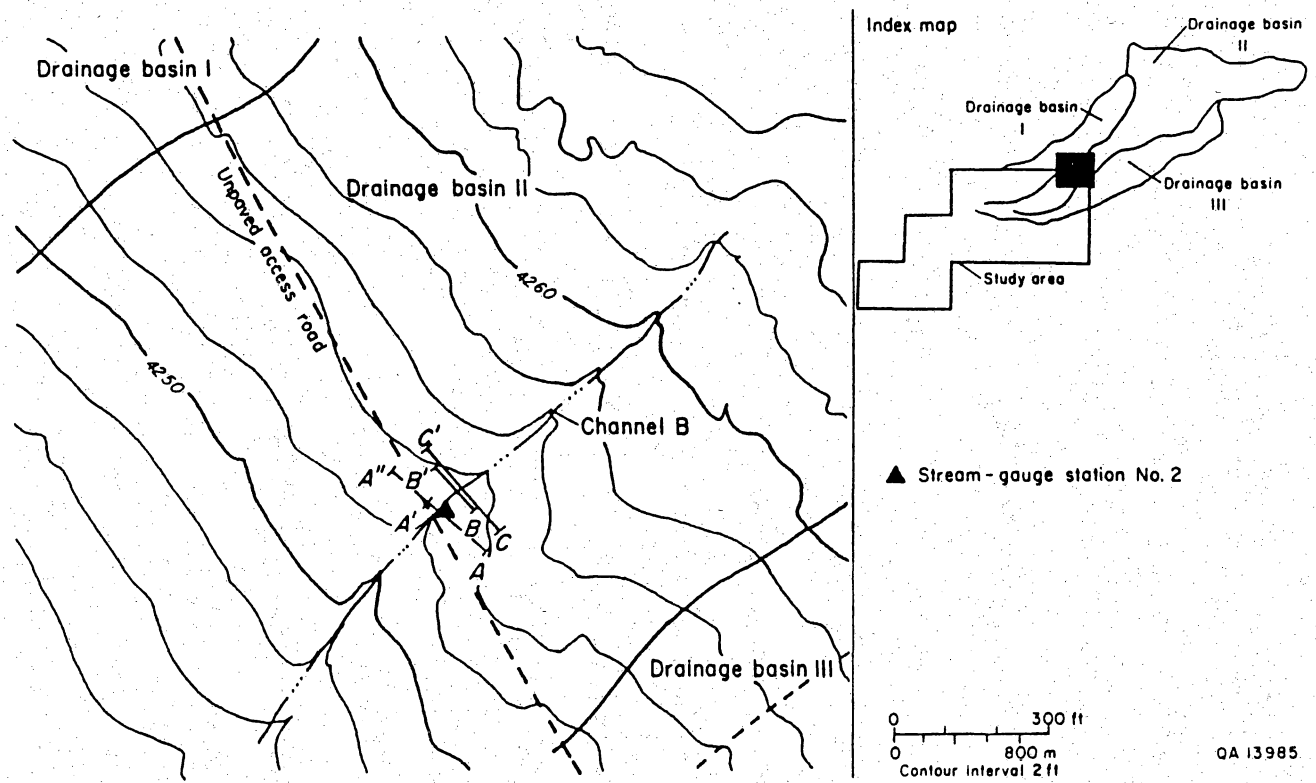 Drainage basin I
Unpaved access road
Drainage basin II
4260
4250
Channel B
C'
A"
B'
A'
B
C
A
Drainage basin III
Index map
Drainage basin
II
Drainage basin
I
Drainage basin
III
Study area
Stream-gauge station No. 2
0 300 ft
0 800 m
Contour interval 2 ft
QA 13985